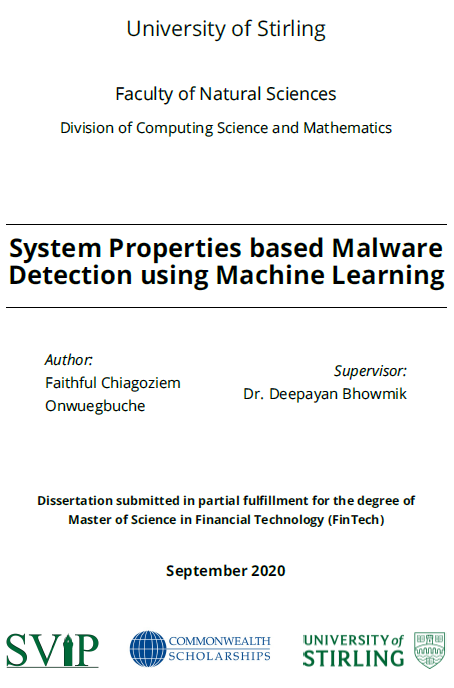 University of Stirling
Faculty of Natural Sciences
Division of Computing Science and Mathematics
System Properties based Malware
Detection using Machine Learning
Author:
Faithful Chiagoziem
Onwuegbuche
Supervisor:
Dr. Deepayan Bhowmik
Dissertation submitted in partial fulfillment for the degree of
Master of Science in Financial Technology (FinTech)
September 2020
SVIP
COMMONWEALTH
SCHOLARSHIPS
UNIVERSITY of
STIRLING